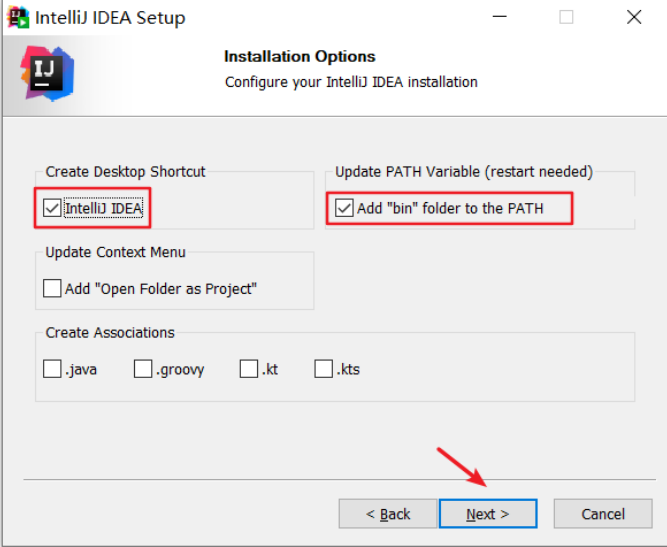 IntelliJ IDEA Setup
IJ
Installation Options
Configure your IntelliJ IDEA installation
Create Desktop Shortcut
IntelliJ IDEA
Update PATH Variable (restart needed)
Add "bin" folder to the PATH
Update Context Menu
Add "Open Folder as Project"
Create Associations
.java .groovy .kt .kts
< Back Next > Cancel